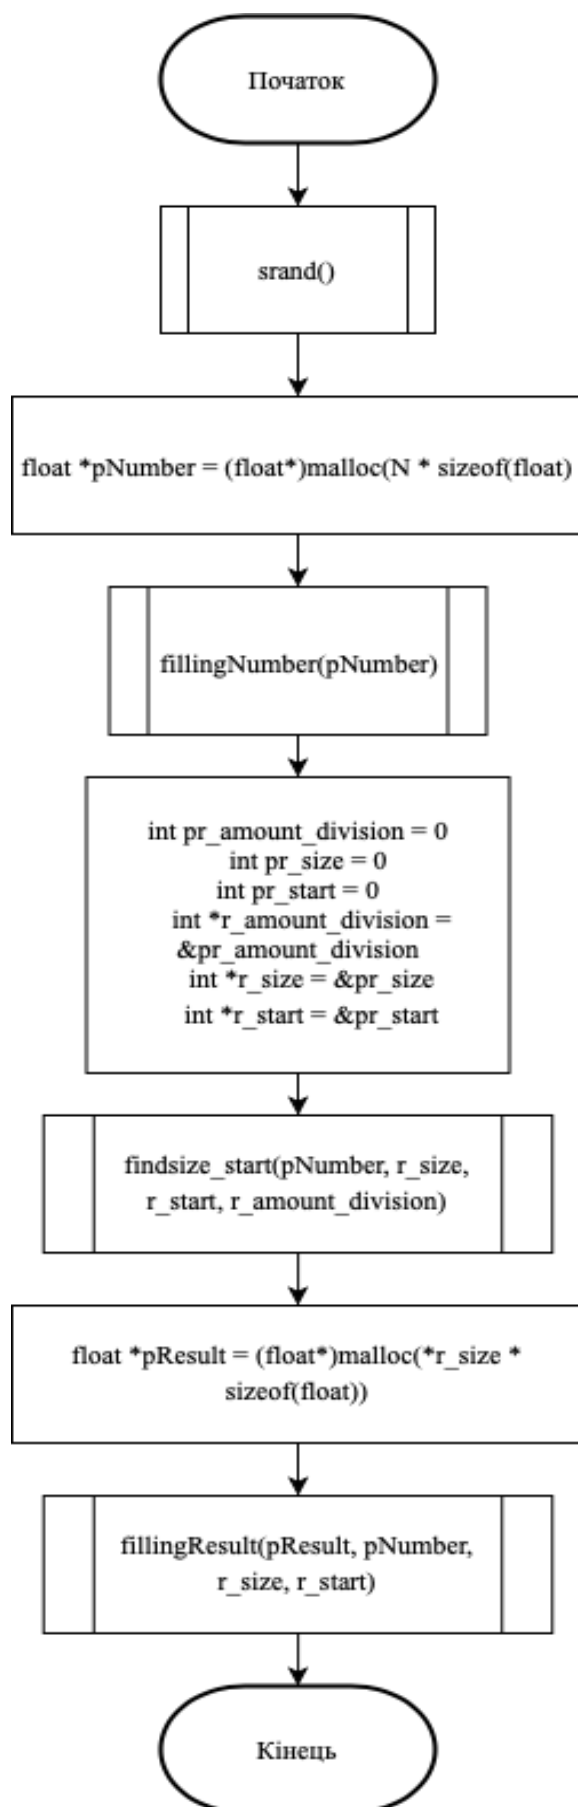 Початок
srand()
float *pNumber = (float*)malloc(N * sizeof(float)
fillingNumber(pNumber)
int pr_amount_division = 0
int pr_size = 0
int pr_start = 0
int *r_amount_division =
&pr_amount_division
int *r_size = &pr_size
int *r_start = &pr_start
findsize_start(pNumber, r_size,
r_start, r_amount_division)
float *pResult = (float*)malloc(*r_size *
sizeof(float))
fillingResult(pResult, pNumber,
r_size, r_start)
Кінець